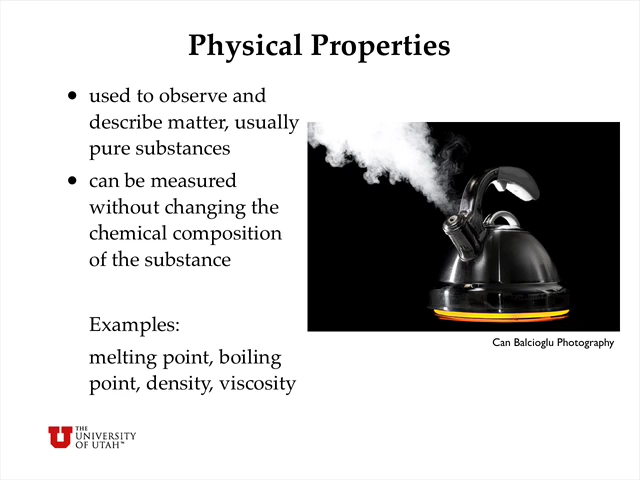 Physical Properties
• used to observe and
describe matter, usually
pure substances
• can be measured
without changing the
chemical composition
of the substance
Examples:
melting point, boiling
point, density, viscosity
Can Balcioglu Photography
THE
UNIVERSITY
OF UTAH™